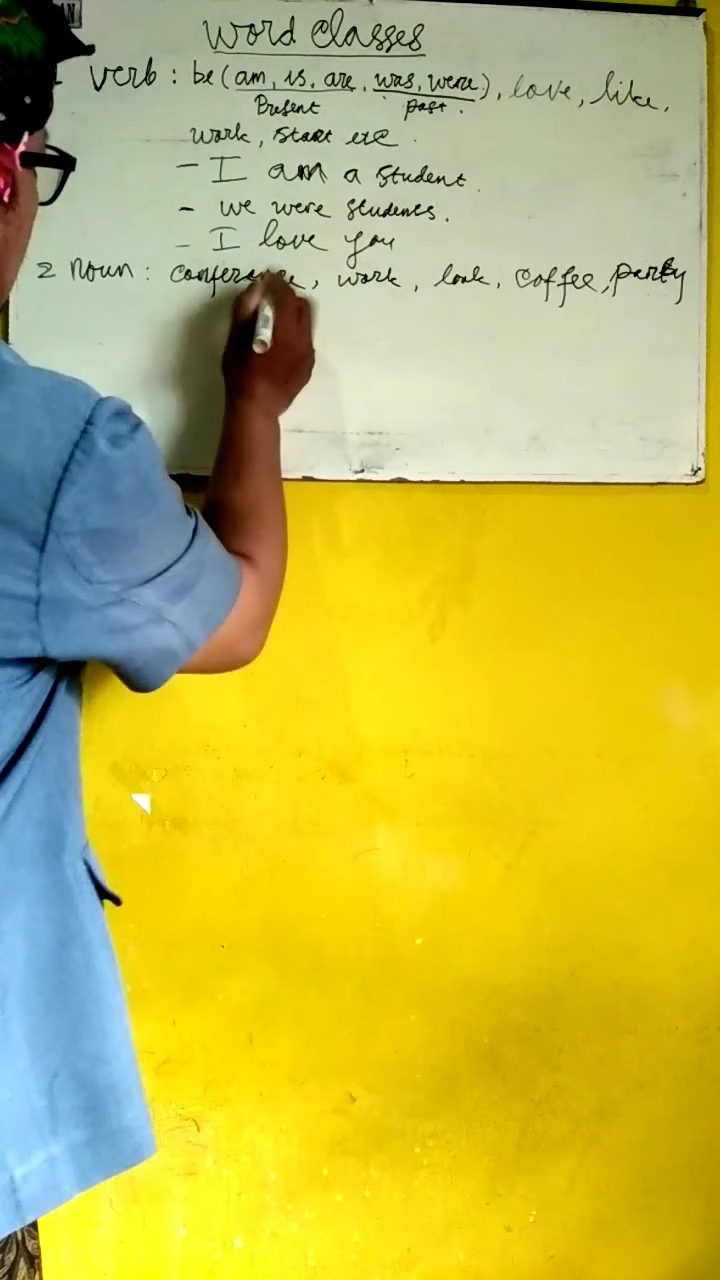 Word Classes
verb : be (am, is, are, was, were), love, like,
Present past.
work, start etc.
- I am a student.
- we were students.
- I love you
2 noun : conference, work, look, coffee, party